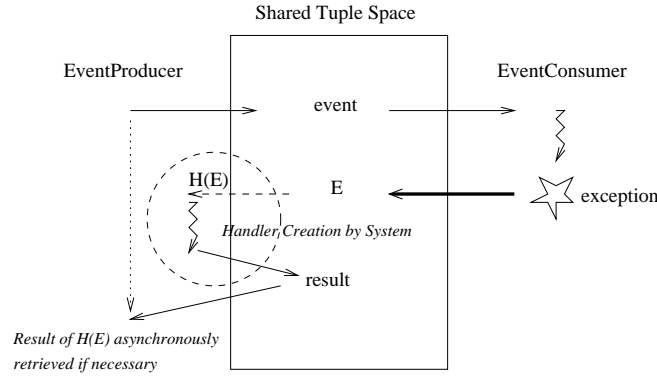 Shared Tuple Space
EventProducer
EventConsumer
event
H(E)
E
exception
Handler Creation by System
result
Result of H(E) asynchronously
retrieved if necessary